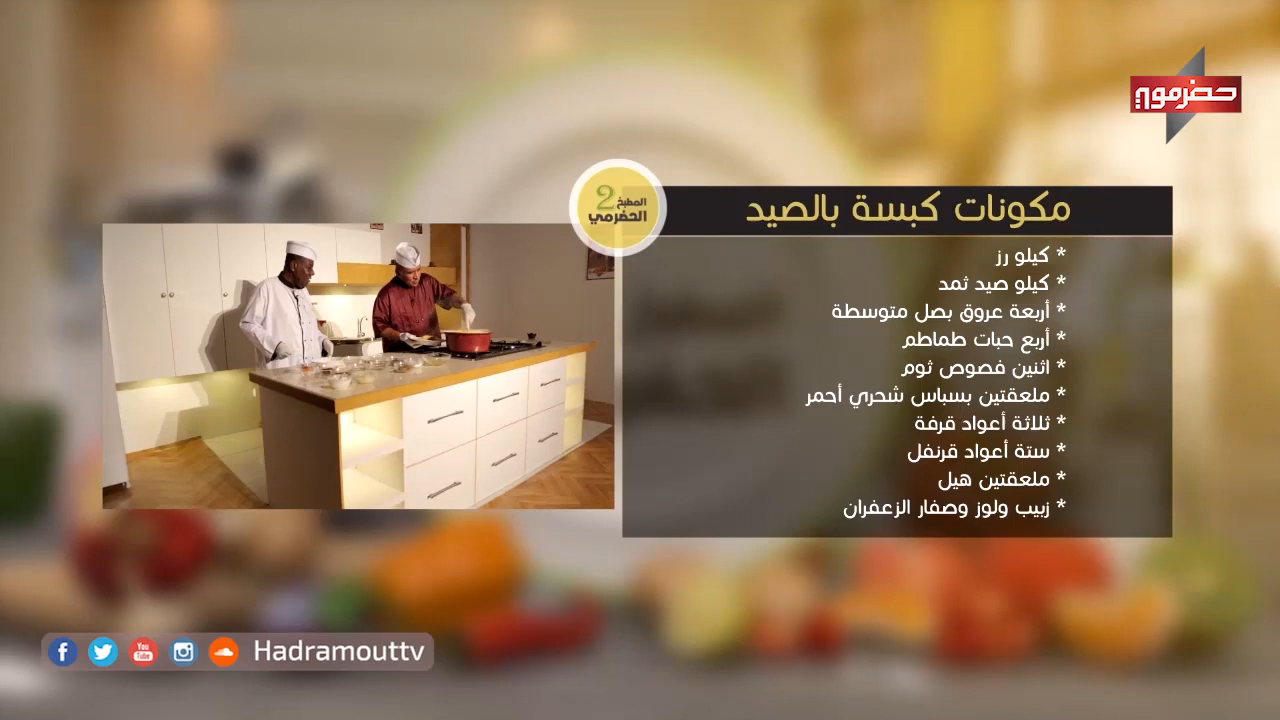 حضرموت
المطبخ 2
الحضرمي
مكونات كبسة بالصيد
* كيلو رز
* كيلو صيد ثمد
* أربعة عروق بصل متوسطة
* أربع حبات طماطم
* اثنين فصوص ثوم
* ملعقتين بسباس شحري أحمر
* ثلاثة أعواد قرفة
* ستة أعواد قرنفل
* ملعقتين هيل
* زبيب ولوز وصفار الزعفران
You Tube
Hadramouttv